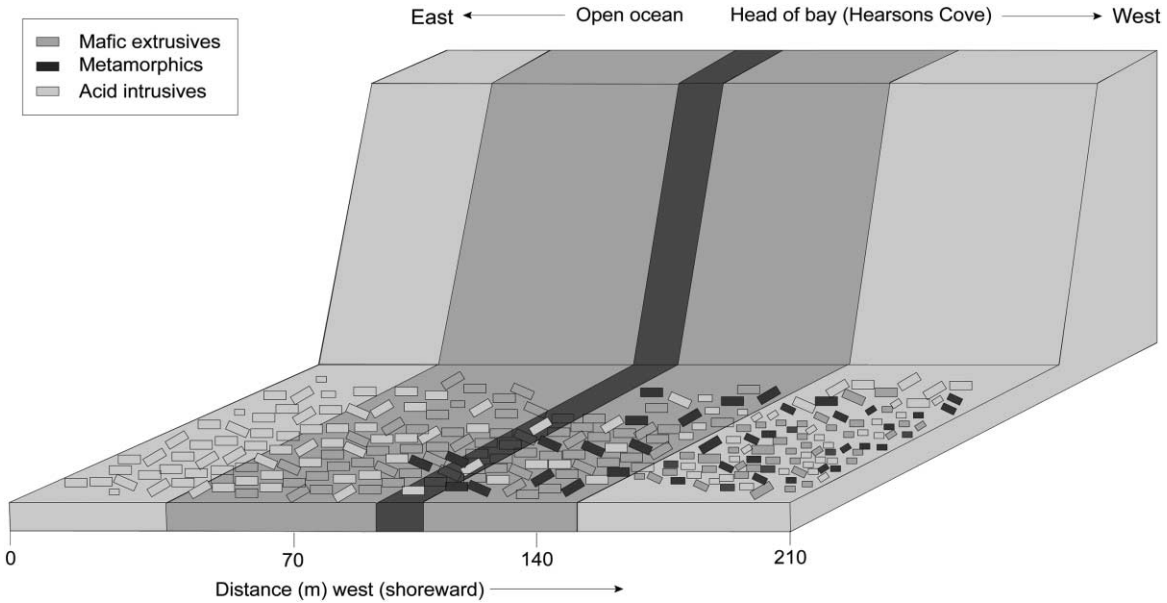 East
Open ocean
Head of bay (Hearsons Cove)
West
Mafic extrusives
Metamorphics
Acid intrusives
0
70
140
210
Distance (m) west (shoreward)